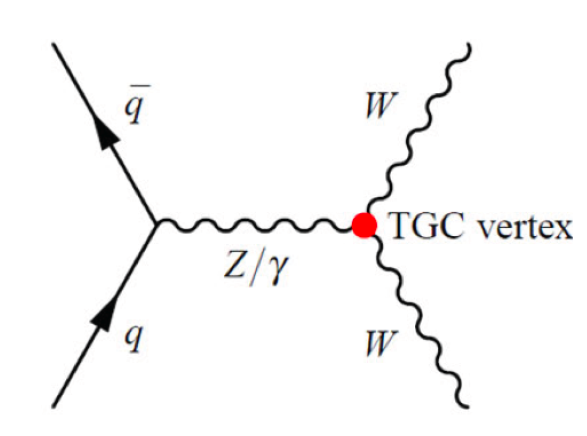 q̄
W
TGC vertex
Z/γ
q
W